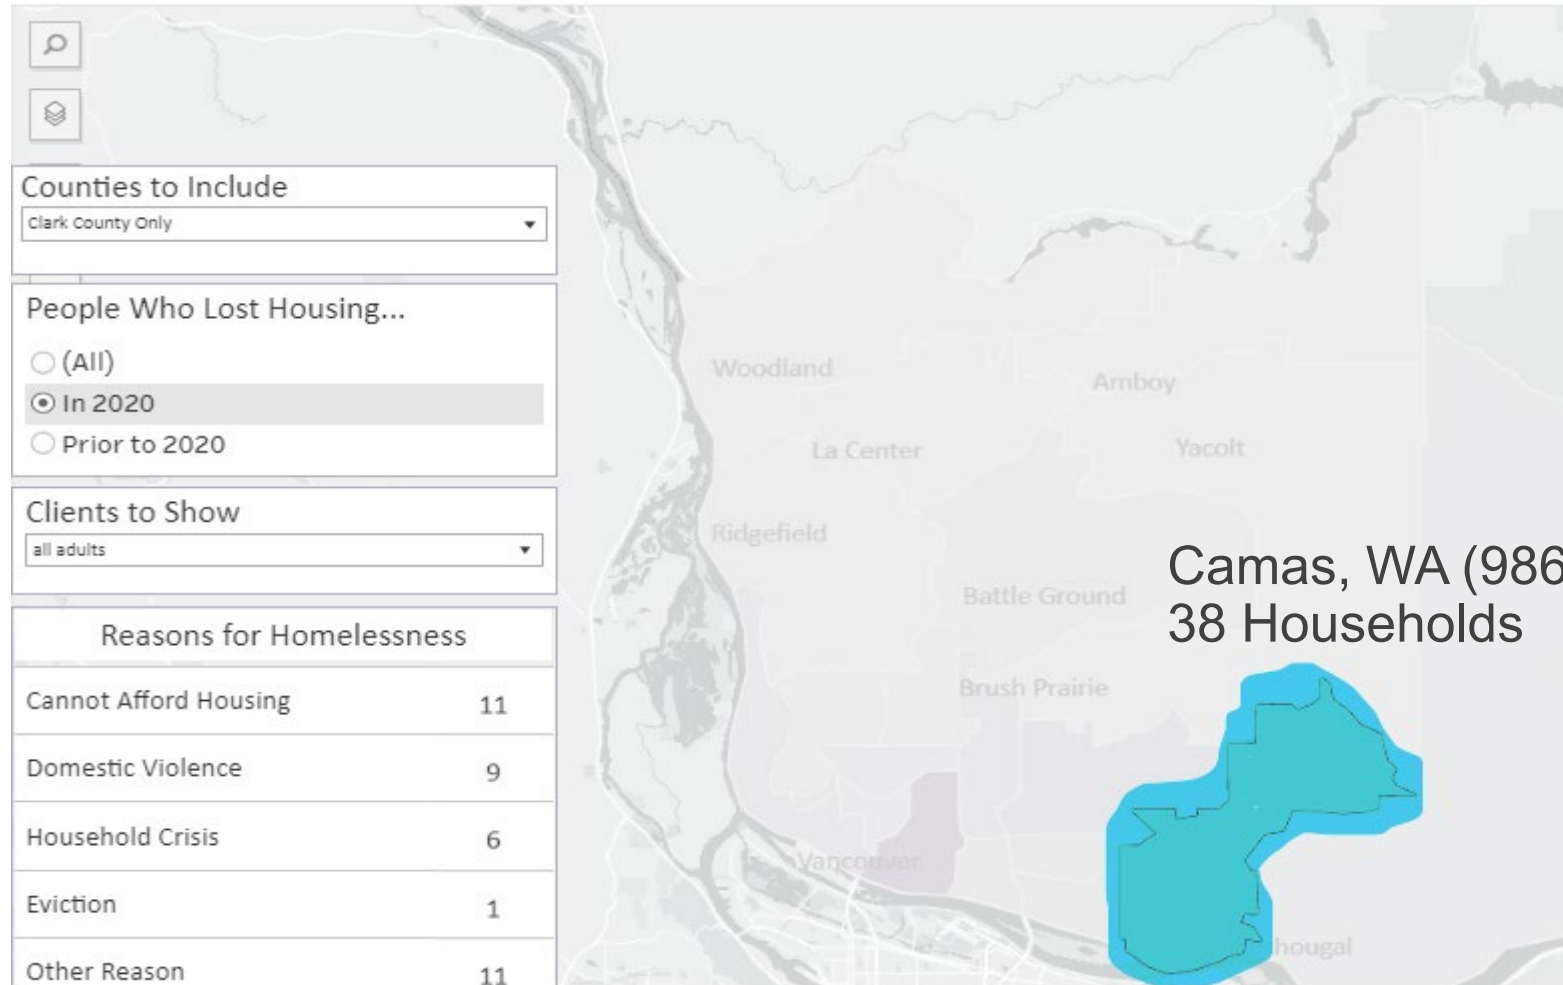 Counties to Include
Clark County Only
People Who Lost Housing...
(All)
In 2020
Prior to 2020
Clients to Show
all adults
Reasons for Homelessness
Cannot Afford Housing 11
Domestic Violence 9
Household Crisis 6
Eviction 1
Other Reason 11
Woodland
Amboy
La Center
Yacolt
Ridgefield
Camas, WA (986
38 Households
Battle Ground
Brush Prairie
Vancouver
hougal